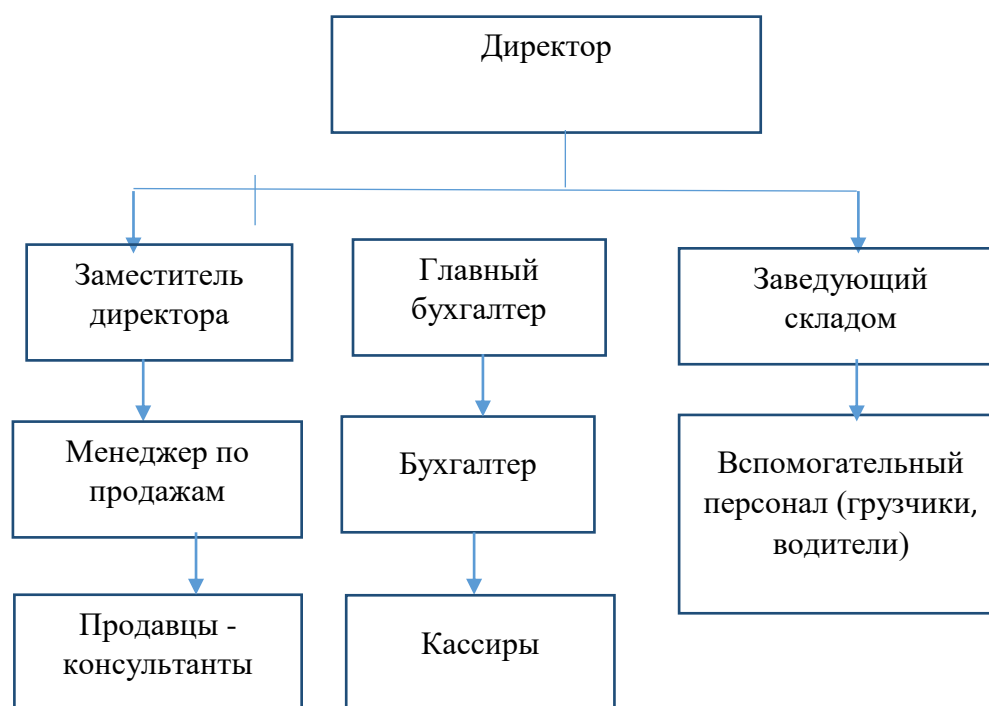 Директор
Заместитель
директора
Главный
бухгалтер
Заведующий
складом
Менеджер по
продажам
Бухгалтер
Вспомогательный
персонал (грузчики,
водители)
Продавцы -
консультанты
Кассиры